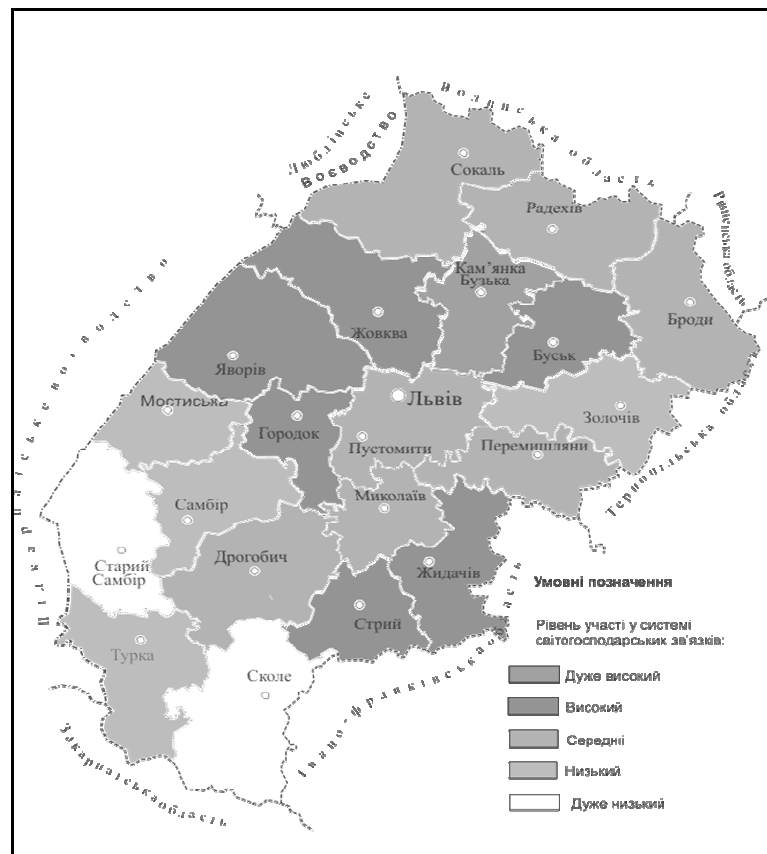 Люблінське
Воєводство
Волинська область
Рівненська область
Сокаль
Радехів
Кам’янка
Бузька
Броди
Жовква
Буськ
Яворів
Львів
Мостиська
Золочів
Городок
Пустомити
Перемишляни
Тернопільська область
Самбір
Миколаїв
Підкарпатське воєводство
Старий
Самбір
Дрогобич
Жидачів
Стрий
Турка
Сколе
Івано-франківська область
Закарпатська область
Умовні позначення
Рівень участі у системі
світогосподарських зв’язків:
Дуже високий
Високий
Середні
Низький
Дуже низький